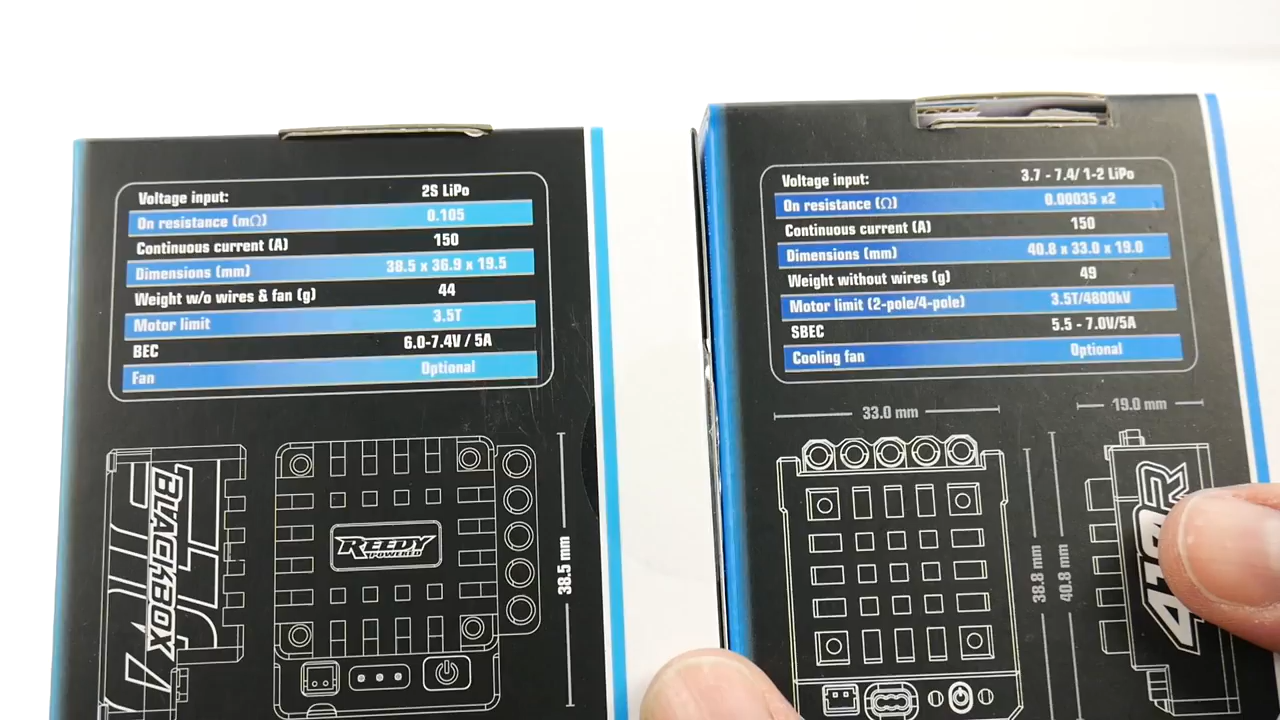 Voltage input: 2S LiPo
On resistance (mΩ) 0.105
Continuous current (A) 150
Dimensions (mm) 38.5 x 36.9 x 19.5
Weight w/o wires & fan (g) 44
Motor limit 3.5T
BEC 6.0-7.4V / 5A
Fan Optional
BLACKBOX
REEDY
POWERED
38.5 mm
Voltage input: 3.7 - 7.4/ 1-2 LiPo
On resistance (Ω) 0.00035 x2
Continuous current (A) 150
Dimensions (mm) 40.8 x 33.0 x 19.0
Weight without wires (g) 49
Motor limit (2-pole/4-pole) 3.5T/4800kV
SBEC 5.5 - 7.0V/5A
Cooling fan Optional
33.0 mm
19.0 mm
38.8 mm
40.8 mm
410R